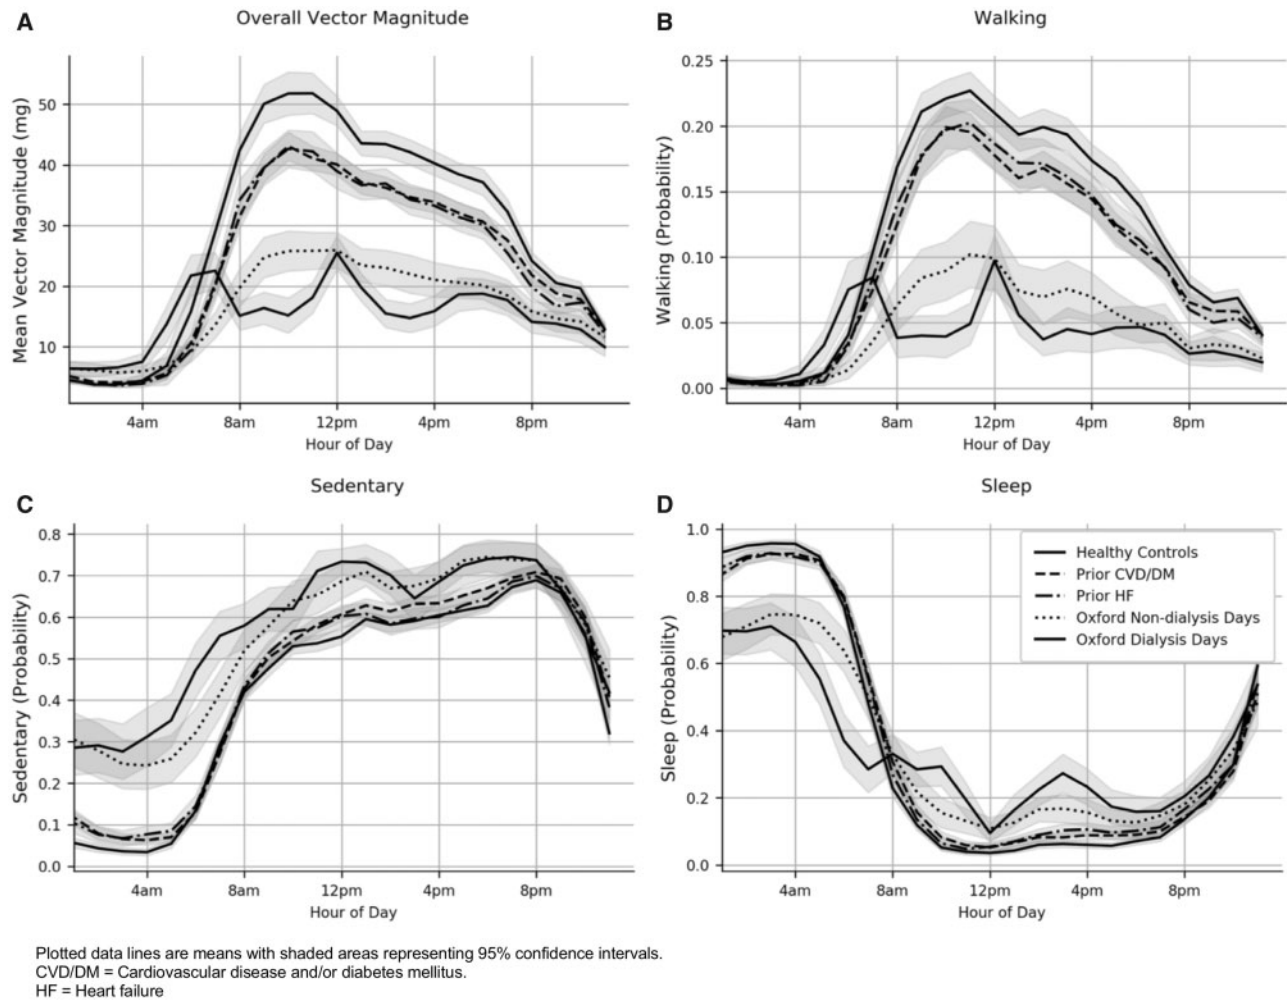 A
Overall Vector Magnitude
Mean Vector Magnitude (mg)
50
40
30
20
10
4am 8am 12pm 4pm 8pm
Hour of Day
B
Walking
Walking (Probability)
0.25
0.20
0.15
0.10
0.05
0.00
4am 8am 12pm 4pm 8pm
Hour of Day
C
Sedentary
Sedentary (Probability)
0.8
0.7
0.6
0.5
0.4
0.3
0.2
0.1
0.0
4am 8am 12pm 4pm 8pm
Hour of Day
D
Sleep
Sleep (Probability)
1.0
0.8
0.6
0.4
0.2
0.0
4am 8am 12pm 4pm 8pm
Hour of Day
Healthy Controls
Prior CVD/DM
Prior HF
Oxford Non-dialysis Days
Oxford Dialysis Days
Plotted data lines are means with shaded areas representing 95% confidence intervals.
CVD/DM = Cardiovascular disease and/or diabetes mellitus.
HF = Heart failure